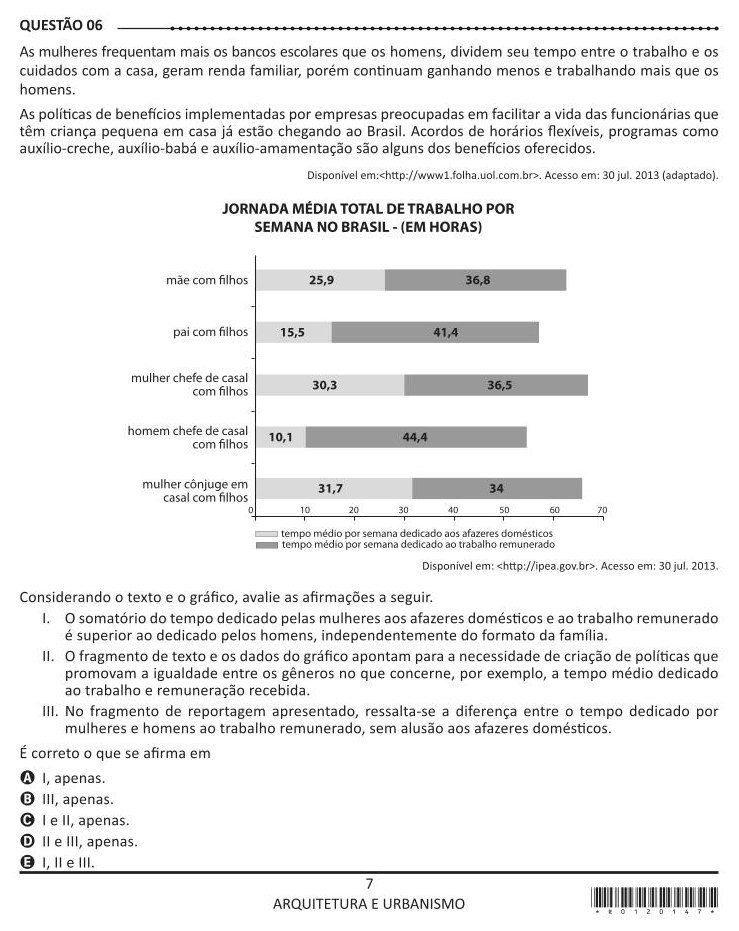 QUESTÃO 06
As mulheres frequentam mais os bancos escolares que os homens, dividem seu tempo entre o trabalho e os
cuidados com a casa, geram renda familiar, porém continuam ganhando menos e trabalhando mais que os
homens.
As políticas de benefícios implementadas por empresas preocupadas em facilitar a vida das funcionárias que
têm criança pequena em casa já estão chegando ao Brasil. Acordos de horários flexíveis, programas como
auxílio-creche, auxílio-babá e auxílio-amamentação são alguns dos benefícios oferecidos.
Disponível em:<http://www1.folha.uol.com.br>. Acesso em: 30 jul. 2013 (adaptado).
JORNADA MÉDIA TOTAL DE TRABALHO POR
SEMANA NO BRASIL - (EM HORAS)
mãe com filhos 25,9 36,8
pai com filhos 15,5 41,4
mulher chefe de casal
com filhos 30,3 36,5
homem chefe de casal
com filhos 10,1 44,4
mulher cônjuge em
casal com filhos 31,7 34
0 10 20 30 40 50 60 70
tempo médio por semana dedicado aos afazeres domésticos
tempo médio por semana dedicado ao trabalho remunerado
Disponível em: <http://ipea.gov.br>. Acesso em: 30 jul. 2013.
Considerando o texto e o gráfico, avalie as afirmações a seguir.
I. O somatório do tempo dedicado pelas mulheres aos afazeres domésticos e ao trabalho remunerado
é superior ao dedicado pelos homens, independentemente do formato da família.
II. O fragmento de texto e os dados do gráfico apontam para a necessidade de criação de políticas que
promovam a igualdade entre os gêneros no que concerne, por exemplo, a tempo médio dedicado
ao trabalho e remuneração recebida.
III. No fragmento de reportagem apresentado, ressalta-se a diferença entre o tempo dedicado por
mulheres e homens ao trabalho remunerado, sem alusão aos afazeres domésticos.
É correto o que se afirma em
A I, apenas.
B III, apenas.
C I e II, apenas.
D II e III, apenas.
E I, II e III.
7
ARQUITETURA E URBANISMO
*R0120147*